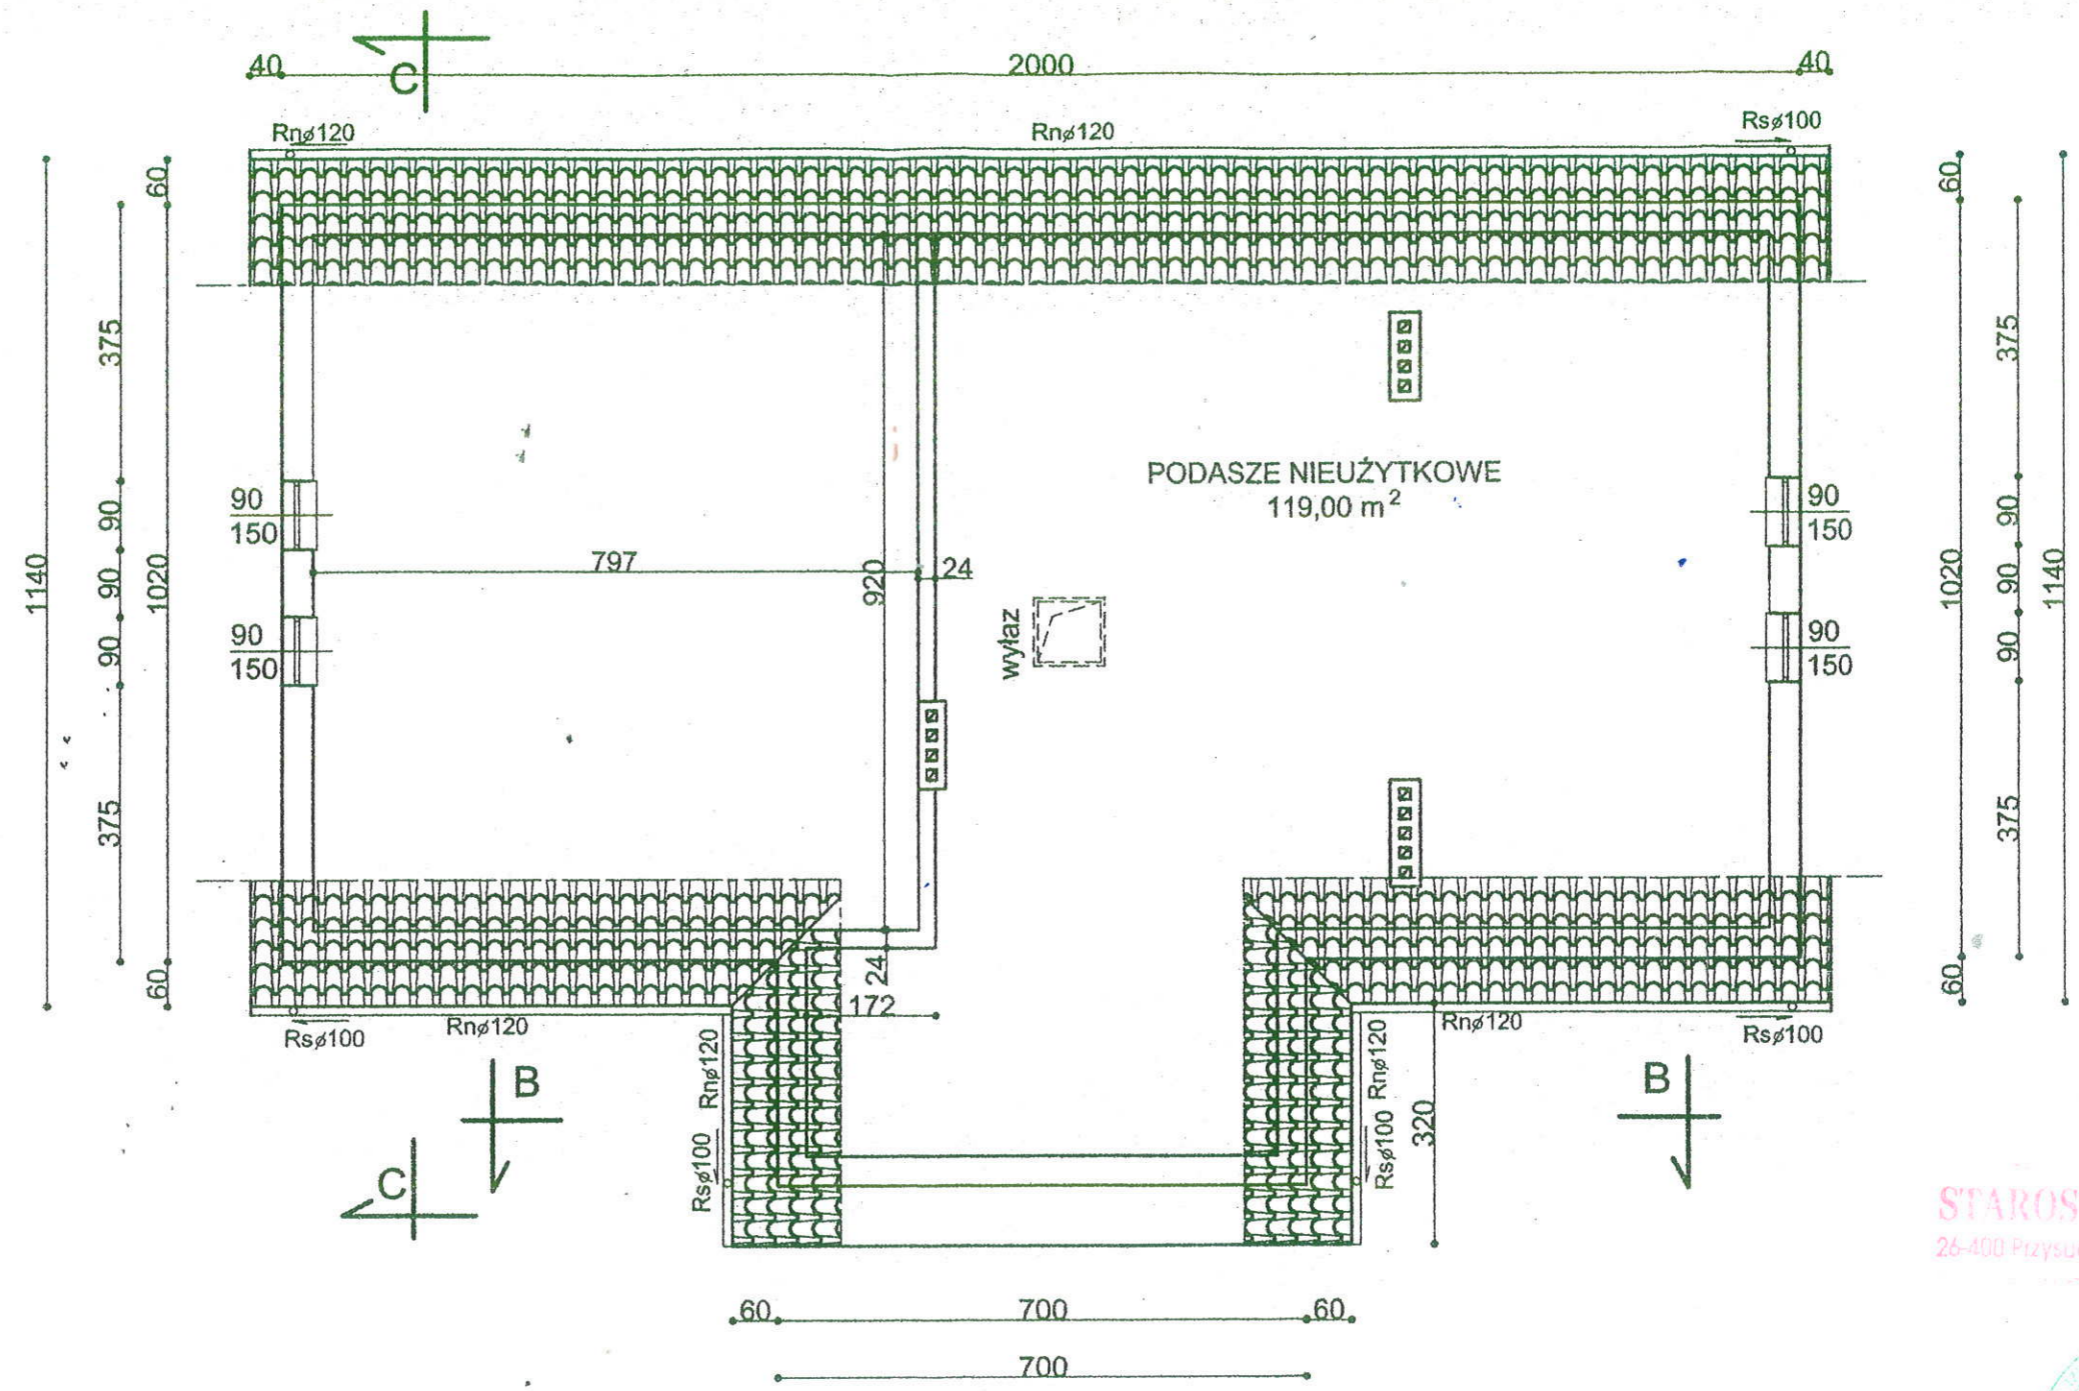 40 2000 40
C
Rnø120 Rnø120 Rsø100
60 60
375 375
PODASZE NIEUŻYTKOWE
119,00 m²
90
150
90
150
90 90
90 90
90 90
1140 1020 1020 1140
797 920 24
wyłaz
90
150
90
150
375 375
60 60
24
172
Rsø100 Rnø120 Rnø120 Rsø100
Rnø120 Rnø120
Rsø100 Rsø100
320
B B
C
STAROS
26-400 Przysu
60 700 60
700